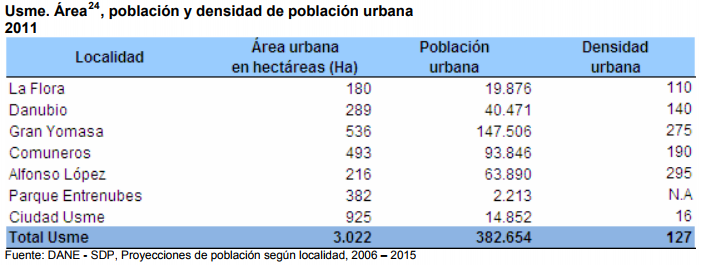 Usme. Área24, población y densidad de población urbana
2011
Localidad Área urbana en hectáreas (Ha) Población urbana Densidad urbana
La Flora 180 19.876 110
Danubio 289 40.471 140
Gran Yomasa 536 147.506 275
Comuneros 493 93.846 190
Alfonso López 216 63.890 295
Parque Entrenubes 382 2.213 N.A
Ciudad Usme 925 14.852 16
Total Usme 3.022 382.654 127
Fuente: DANE - SDP, Proyecciones de población según localidad, 2006 – 2015